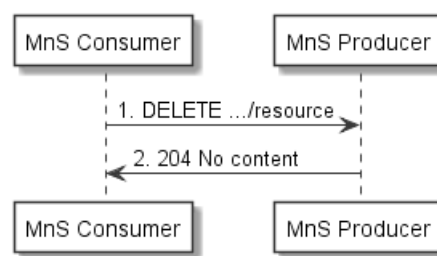 MnS Consumer MnS Producer
1. DELETE .../resource
2. 204 No content
MnS Consumer MnS Producer